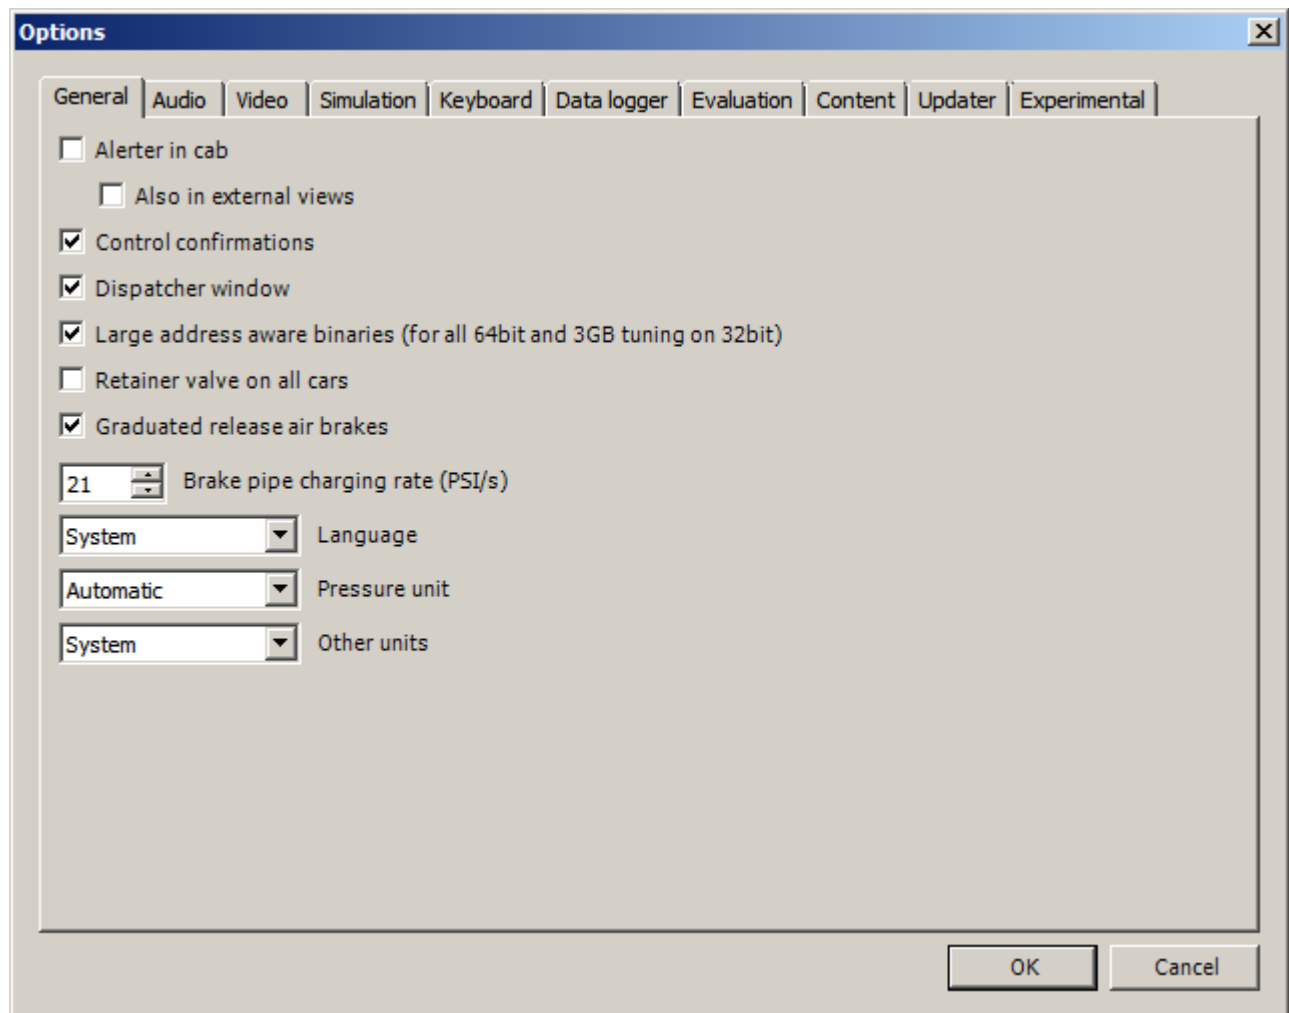 Options
General Audio Video Simulation Keyboard Data logger Evaluation Content Updater Experimental
Alerter in cab
Also in external views
Control confirmations
Dispatcher window
Large address aware binaries (for all 64bit and 3GB tuning on 32bit)
Retainer valve on all cars
Graduated release air brakes
21 Brake pipe charging rate (PSI/s)
System Language
Automatic Pressure unit
System Other units
OK Cancel